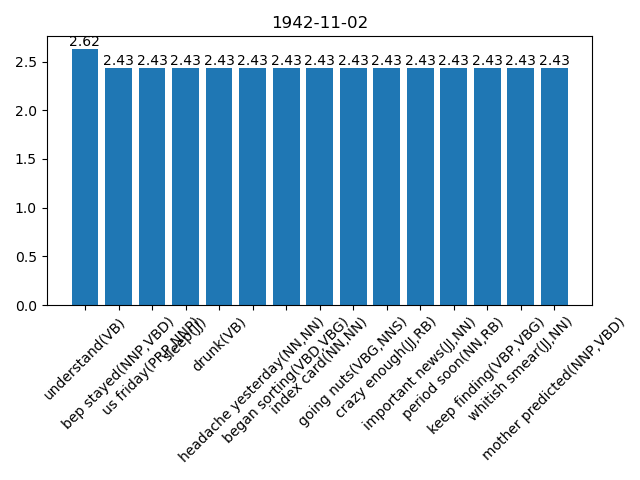 1942-11-02
2.62 2.43 2.43 2.43 2.43 2.43 2.43 2.43 2.43 2.43 2.43 2.43 2.43 2.43 2.43
2.5
2.0
1.5
1.0
0.5
0.0
understand(VB)
bep stayed(NNP,VBD)
us friday(PRP,NNP)
sleep(JJ)
drunk(VB)
headache yesterday(NN,NN)
began sorting(VBD,VBG)
index card(NN,NN)
going nuts(VBG,NNS)
crazy enough(JJ,RB)
important news(JJ,NN)
period soon(NN,RB)
keep finding(VBP,VBG)
whitish smear(JJ,NN)
mother predicted(NNP,VBD)